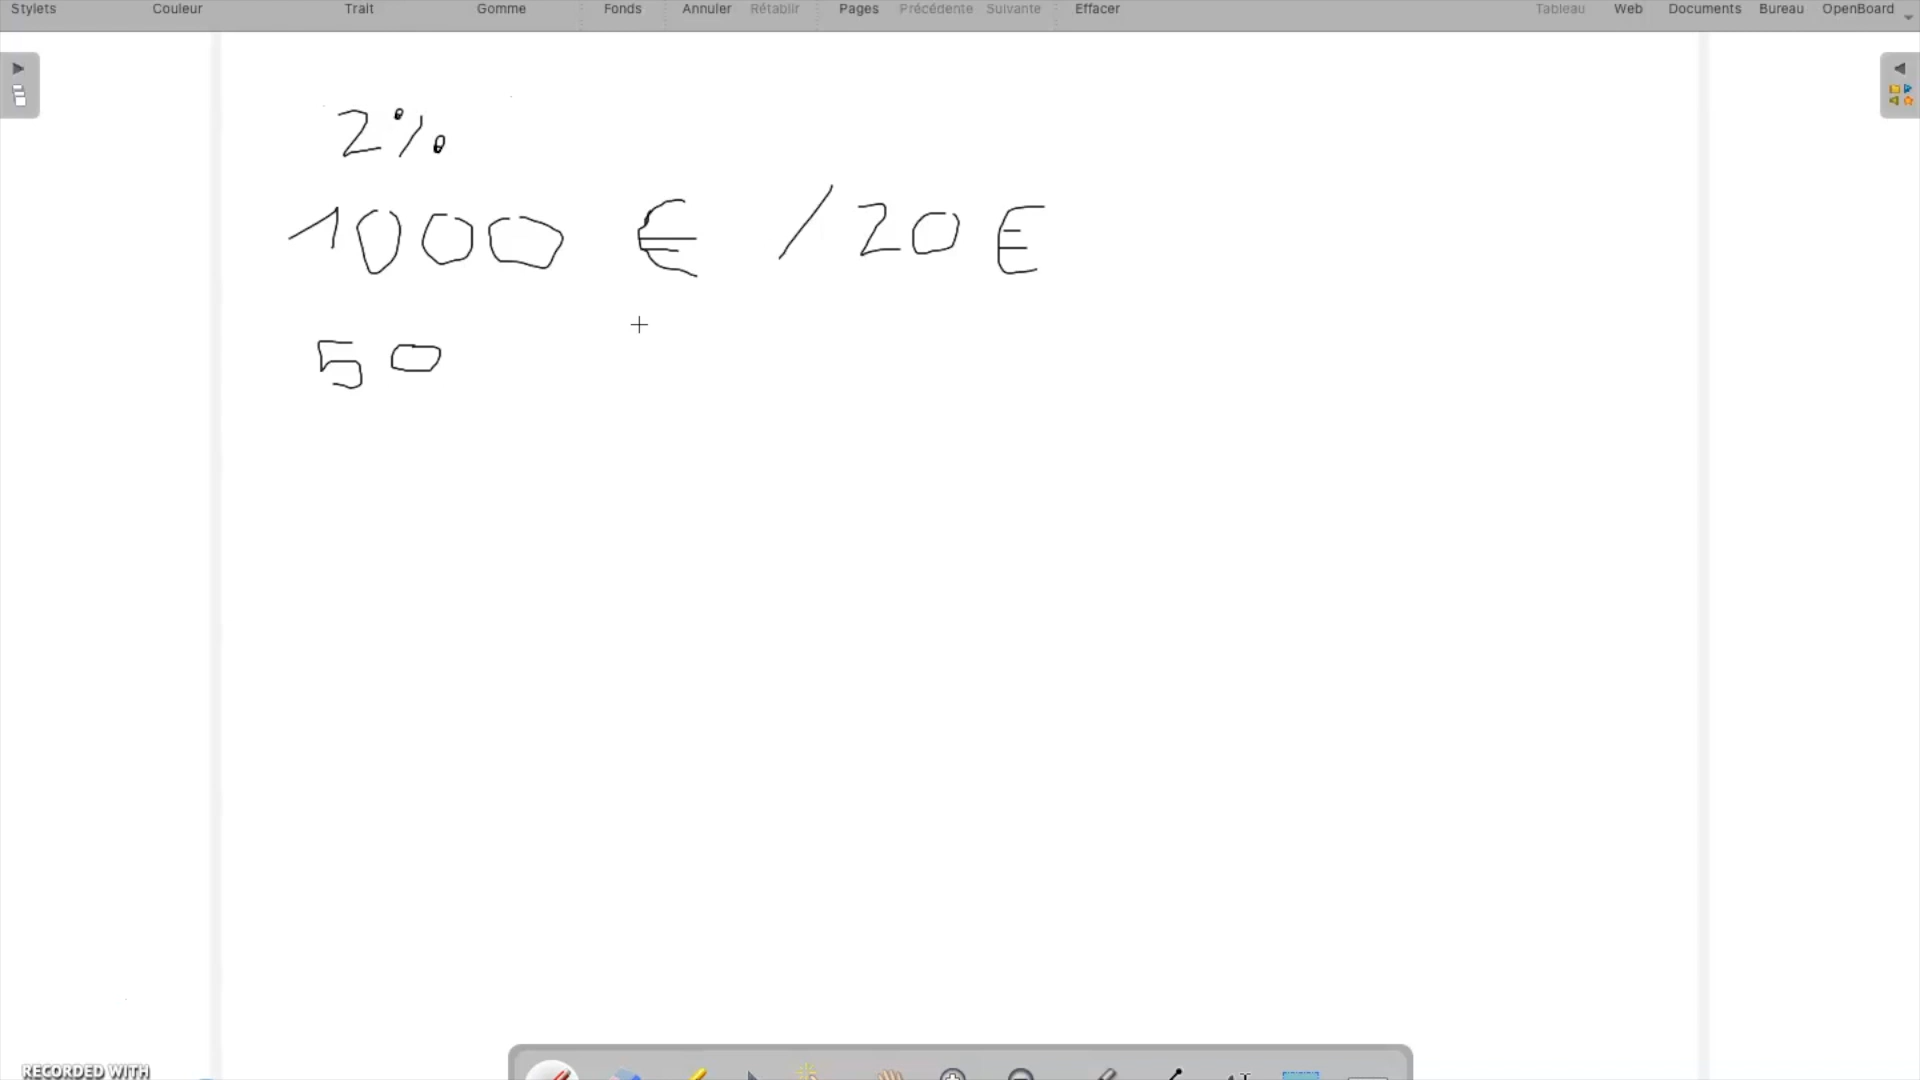 Stylets Couleur Trait Gomme Fonds Annuler Rétablir Pages Précédente Suivante Effacer Tableau Web Documents Bureau OpenBoard
2%
1000 € / 20 €
50
RECORDED WITH